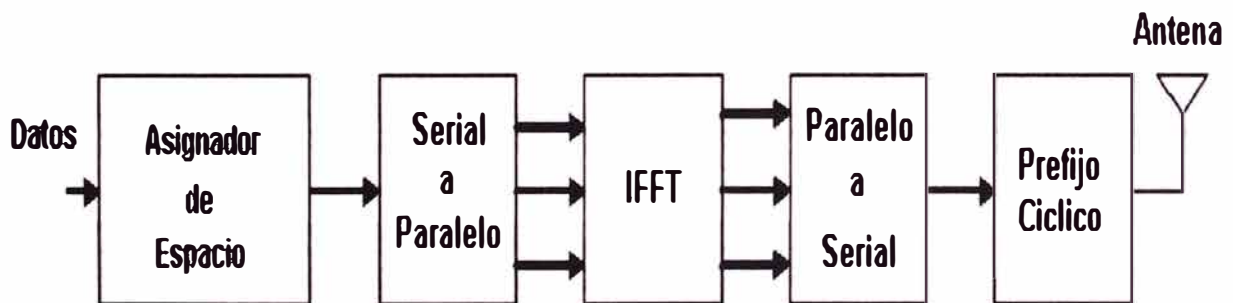 Antena
Datos
Asignador
de
Espacio
Serial
a
Paralelo
IFFT
Paralelo
a
Serial
Prefijo
Ciclico